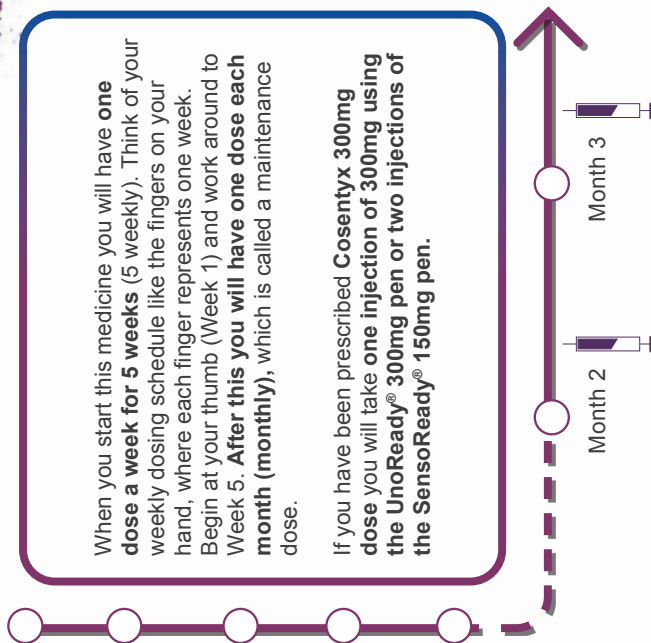 When you start this medicine you will have one
dose a week for 5 weeks (5 weekly). Think of your
weekly dosing schedule like the fingers on your
hand, where each finger represents one week.
Begin at your thumb (Week 1) and work around to
Week 5. After this you will have one dose each
month (monthly), which is called a maintenance
dose.
If you have been prescribed Cosentyx 300mg
dose you will take one injection of 300mg using
the UnoReady® 300mg pen or two injections of
the SensoReady® 150mg pen.
Month 2
Month 3